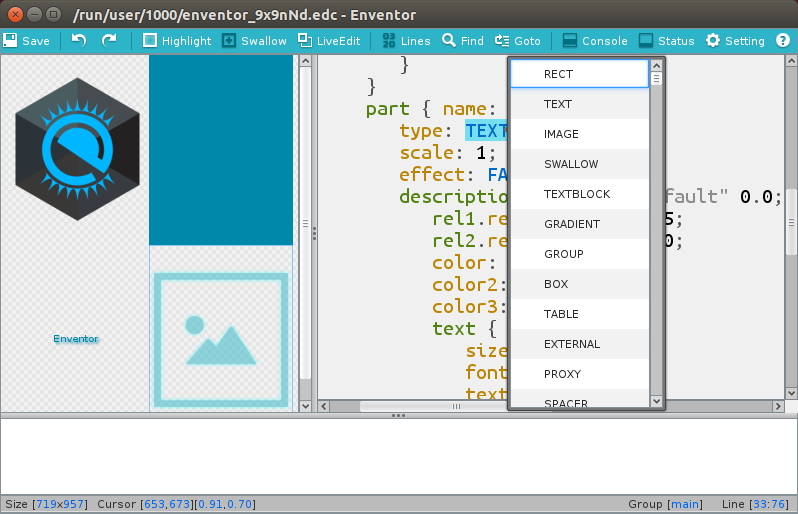 /run/user/1000/enventor_9x9nNd.edc - Enventor
Save Highlight Swallow LiveEdit Lines Find Goto Console Status Setting
}
}
part { name:
type: TEXT
scale: 1;
effect: FA
descriptio fault" 0.0;
rel1.re 5;
rel2.re 0;
color:
color2:
color3:
text {
size
font
text
RECT
TEXT
IMAGE
SWALLOW
TEXTBLOCK
GRADIENT
GROUP
BOX
TABLE
EXTERNAL
PROXY
SPACER
Enventor
Size [719x957] Cursor [653,673][0.91,0.70] Group [main] Line [33:76]